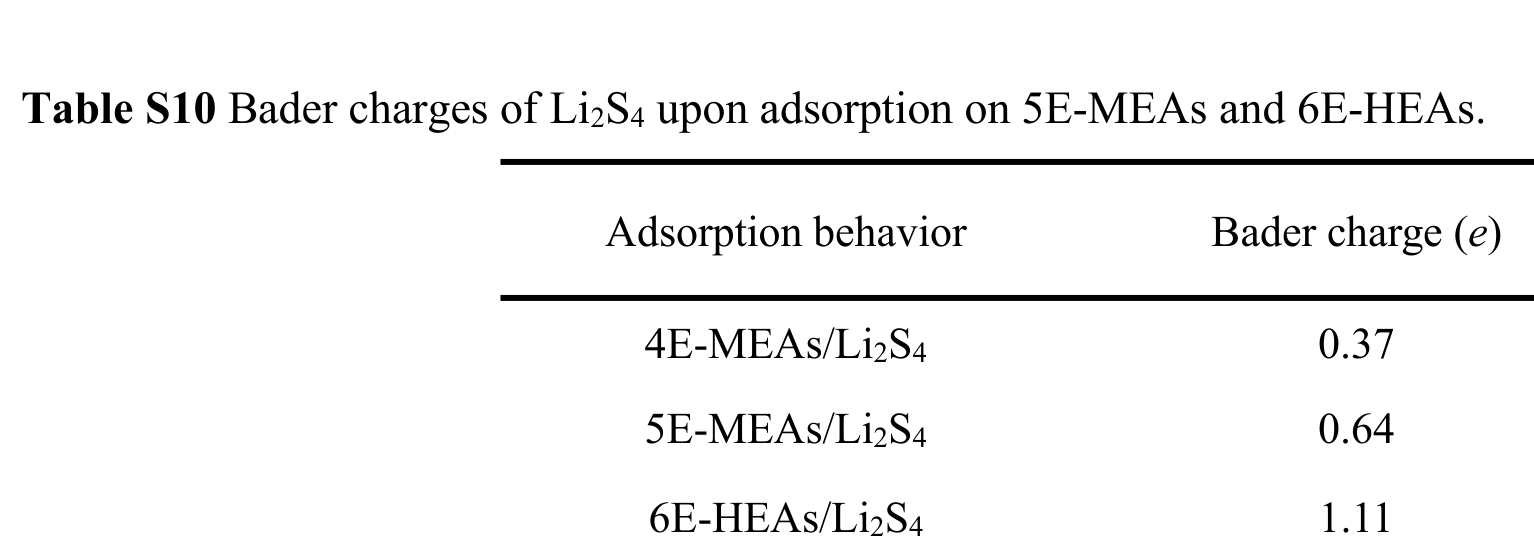 Table S10 Bader charges of Li₂S₄ upon adsorption on 5E-MEAs and 6E-HEAs.
Adsorption behavior Bader charge (e)
4E-MEAs/Li₂S₄ 0.37
5E-MEAs/Li₂S₄ 0.64
6E-HEAs/Li₂S₄ 1.11